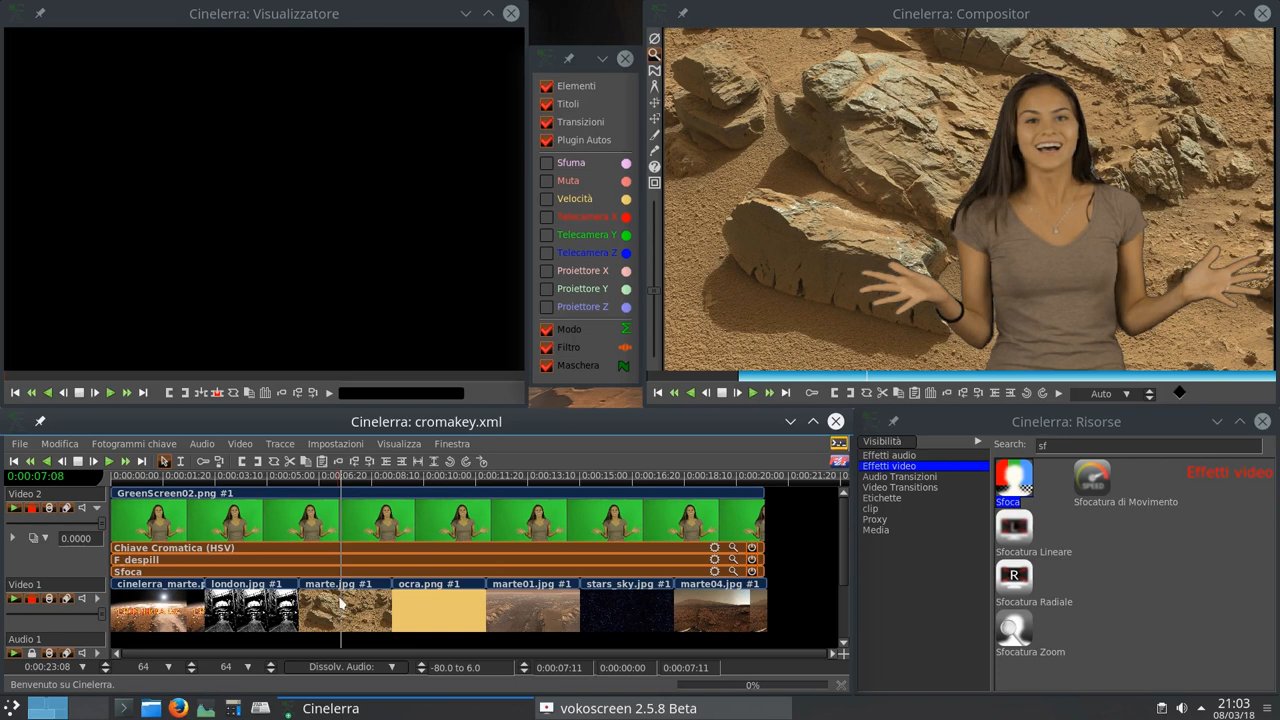 Cinelerra: Visualizzatore
Cinelerra: Compositor
Elementi
Titoli
Transizioni
Plugin Autos
Sfuma
Muta
Velocità
Telecamera X
Telecamera Y
Telecamera Z
Proiettore X
Proiettore Y
Proiettore Z
Modo
Filtro
Maschera
Auto
Cinelerra: cromakey.xml
File Modifica Fotogrammi chiave Audio Video Tracce Impostazioni Visualizza Finestra
0:00:07:08
Video 2
GreenScreen02.png #1
0.0000
Chiave Cromatica (HSV)
F_despill
Sfoca
Video 1
cinelerra_marte.p london.jpg #1 marte.jpg #1 ocra.png #1 marte01.jpg #1 stars_sky.jpg #1 marte04.jpg #1
Audio 1
0:00:23:08 64 64 Dissolv. Audio: -80.0 to 6.0 0:00:07:11 0:00:00:00 0:00:07:11
Benvenuto su Cinelerra.
0%
Cinelerra: Risorse
Visibilità
Search: sf
Effetti audio
Effetti video
Audio Transizioni
Video Transitions
Etichette
clip
Proxy
Media
Effetti video
SPEED
Sfoca
Sfocatura di Movimento
L
Sfocatura Lineare
R
Sfocatura Radiale
Sfocatura Zoom
Cinelerra
vokoscreen 2.5.8 Beta
21:03
08/03/18